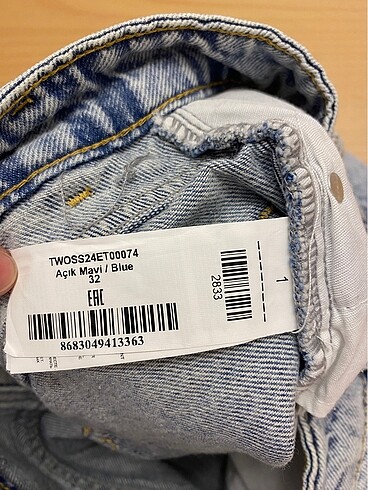 TWOSS24ET00074
Açık Mavi / Blue
32
EAC
8683049413363
2833
1